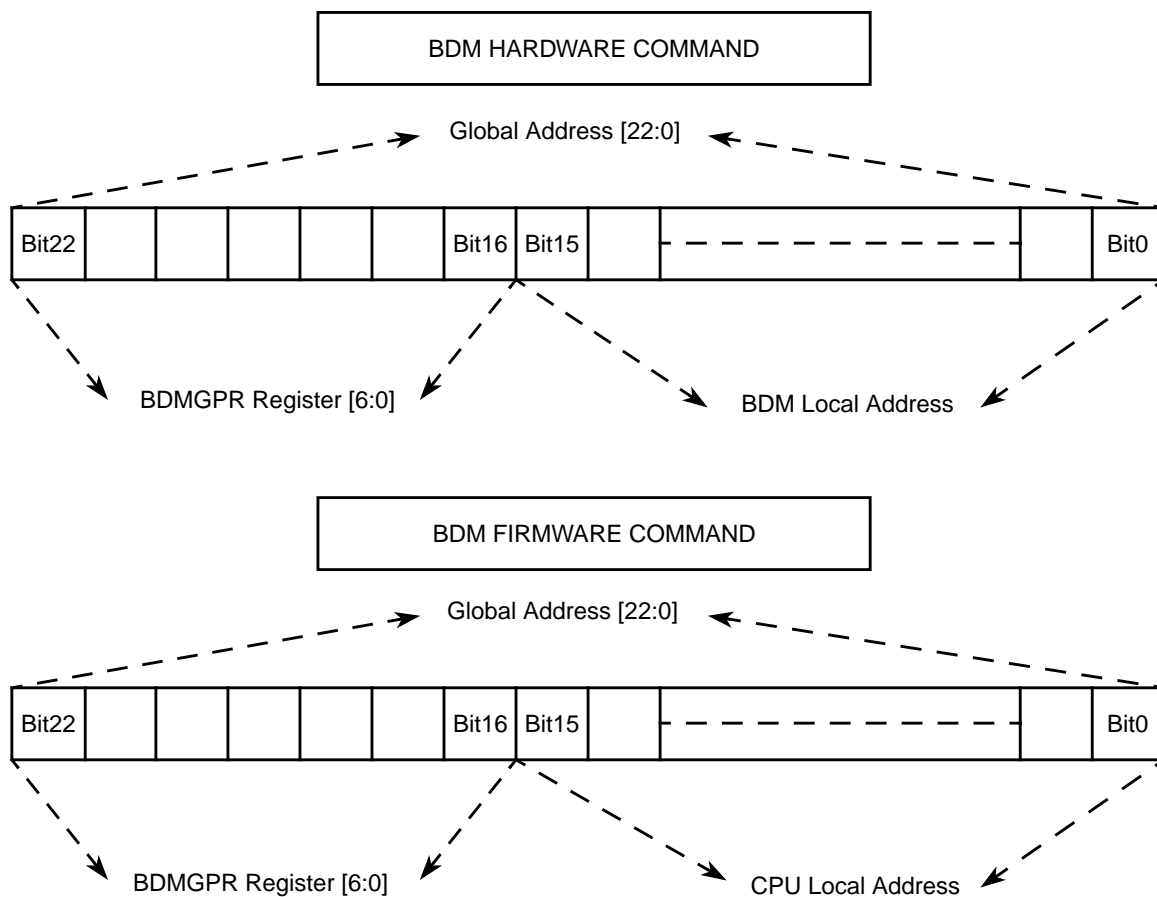 BDM HARDWARE COMMAND
Global Address [22:0]
Bit22 Bit16 Bit15 Bit0
BDMGPR Register [6:0] BDM Local Address
BDM FIRMWARE COMMAND
Global Address [22:0]
Bit22 Bit16 Bit15 Bit0
BDMGPR Register [6:0] CPU Local Address